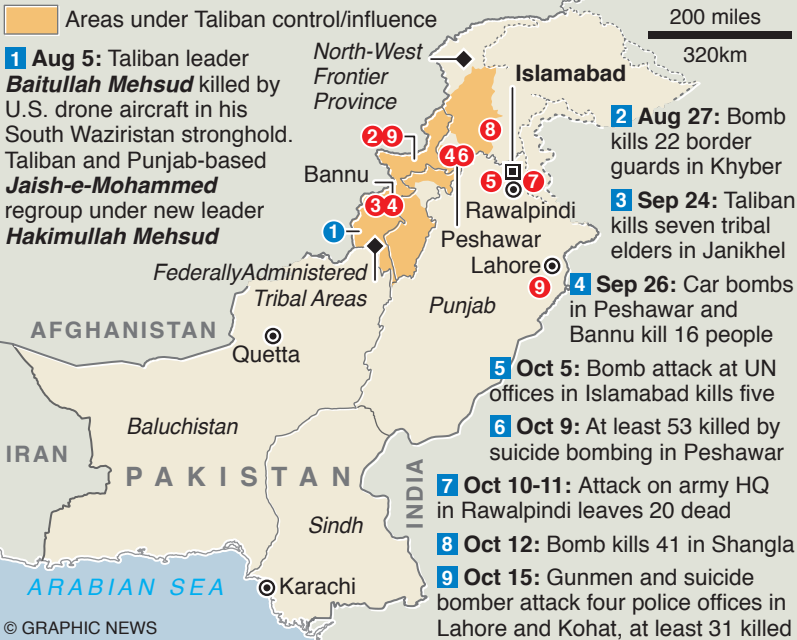 Areas under Taliban control/influence
200 miles
320km
1 Aug 5: Taliban leader
Baitullah Mehsud killed by
U.S. drone aircraft in his
South Waziristan stronghold.
Taliban and Punjab-based
Jaish-e-Mohammed
regroup under new leader
Hakimullah Mehsud
North-West
Frontier
Province
Islamabad
8
2 9
4 6
Bannu
5
7
Rawalpindi
3 4
1
Peshawar
Lahore
9
FederallyAdministered
Tribal Areas
Punjab
AFGHANISTAN
Quetta
Baluchistan
IRAN
PAKISTAN
INDIA
Sindh
ARABIAN SEA
Karachi
2 Aug 27: Bomb
kills 22 border
guards in Khyber
3 Sep 24: Taliban
kills seven tribal
elders in Janikhel
4 Sep 26: Car bombs
in Peshawar and
Bannu kill 16 people
5 Oct 5: Bomb attack at UN
offices in Islamabad kills five
6 Oct 9: At least 53 killed by
suicide bombing in Peshawar
7 Oct 10-11: Attack on army HQ
in Rawalpindi leaves 20 dead
8 Oct 12: Bomb kills 41 in Shangla
9 Oct 15: Gunmen and suicide
bomber attack four police offices in
Lahore and Kohat, at least 31 killed
© GRAPHIC NEWS